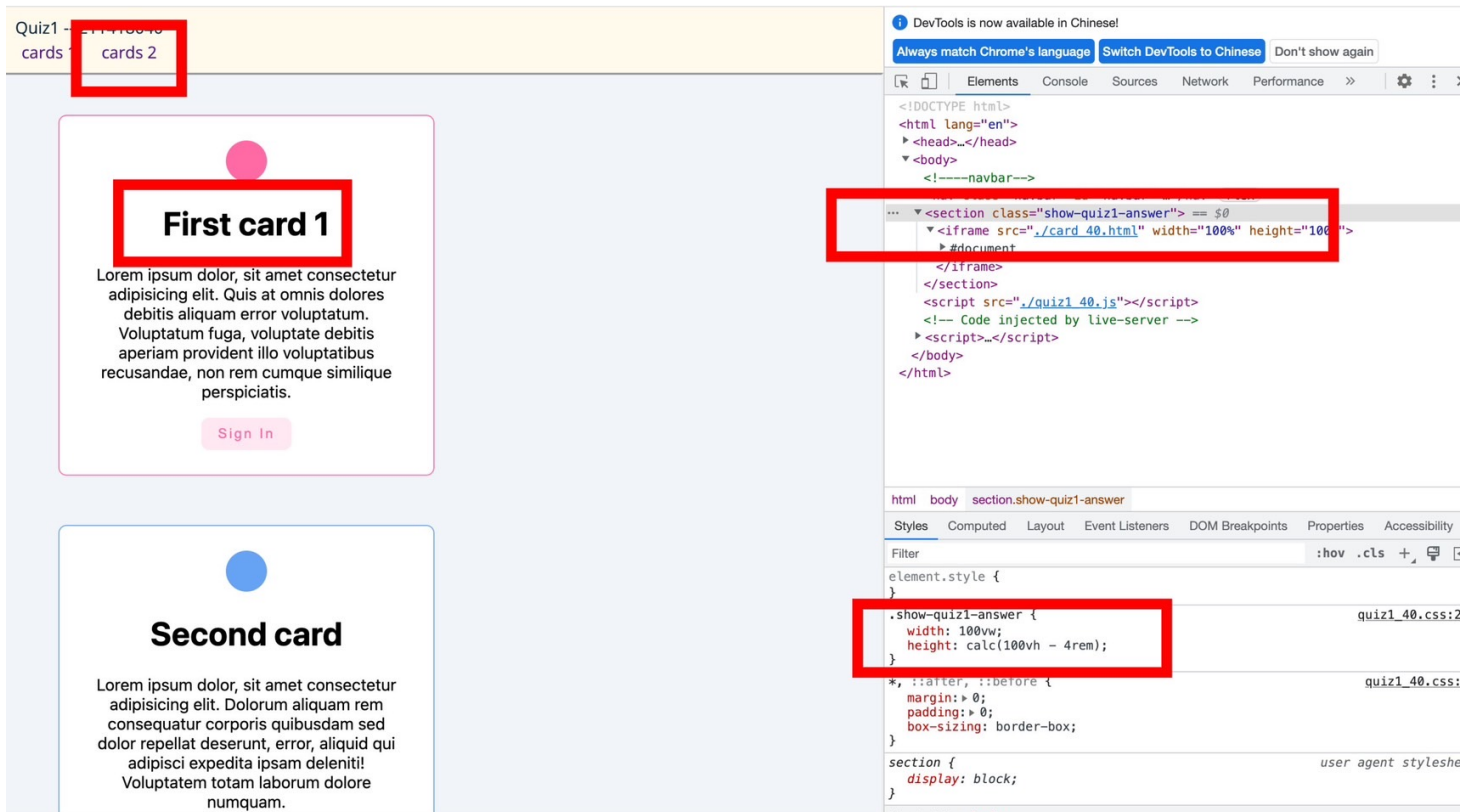 Quiz1 --
cards cards 2
First card 1
Lorem ipsum dolor, sit amet consectetur
adipisicing elit. Quis at omnis dolores
debitis aliquam error voluptatum.
Voluptatum fuga, voluptate debitis
aperiam provident illo voluptatibus
recusandae, non rem cumque similique
perspiciatis.
Sign In
Second card
Lorem ipsum dolor, sit amet consectetur
adipisicing elit. Dolorum aliquam rem
consequatur corporis quibusdam sed
dolor repellat deserunt, error, aliquid qui
adipisci expedita ipsam deleniti!
Voluptatem totam laborum dolore
numquam.
DevTools is now available in Chinese!
Always match Chrome's language Switch DevTools to Chinese Don't show again
Elements Console Sources Network Performance »
<!DOCTYPE html>
<html lang="en">
<head>…</head>
<body>
<!----navbar-->
<section class="show-quiz1-answer"> == $0
<iframe src="./card_40.html" width="100%" height="100 ">
#document
</iframe>
</section>
<script src="./quiz1_40.js"></script>
<!-- Code injected by live-server -->
<script>…</script>
</body>
</html>
html body section.show-quiz1-answer
Styles Computed Layout Event Listeners DOM Breakpoints Properties Accessibility
Filter :hov .cls +
element.style {
}
.show-quiz1-answer { quiz1_40.css:2
width: 100vw;
height: calc(100vh - 4rem);
}
*, ::after, ::before { quiz1_40.css:
margin: 0;
padding: 0;
box-sizing: border-box;
}
section { user agent styleshe
display: block;
}